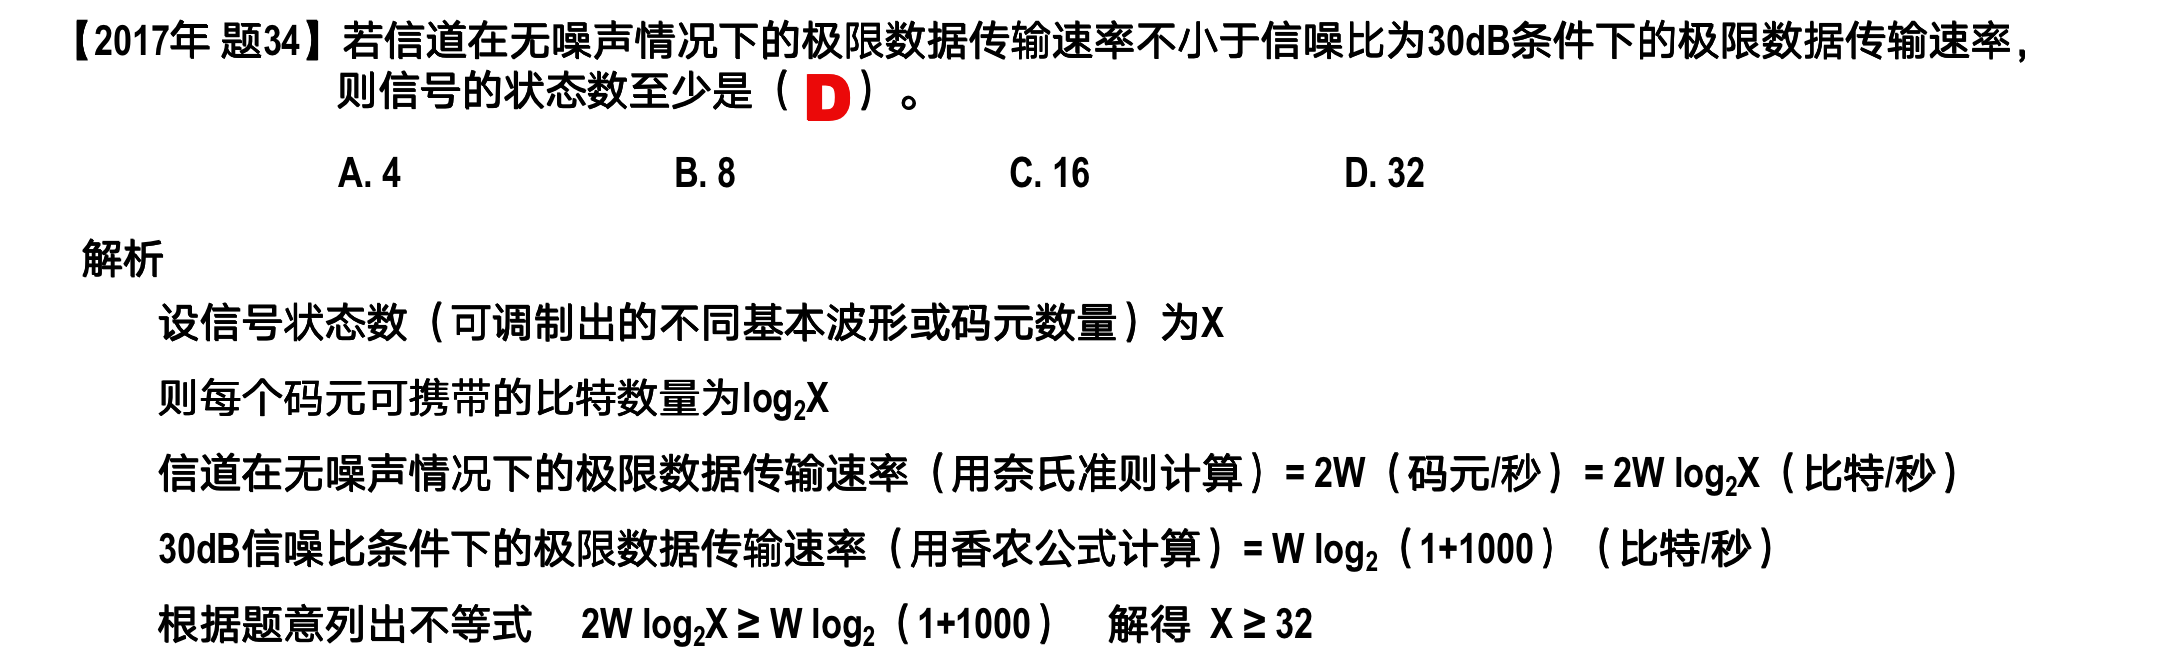 【2017年 题34】若信道在无噪声情况下的极限数据传输速率不小于信噪比为30dB条件下的极限数据传输速率，
则信号的状态数至少是（ D ）。
A. 4 B. 8 C. 16 D. 32
解析
设信号状态数（可调制出的不同基本波形或码元数量）为X
则每个码元可携带的比特数量为log₂X
信道在无噪声情况下的极限数据传输速率（用奈氏准则计算）= 2W（码元/秒）= 2W log₂X（比特/秒）
30dB信噪比条件下的极限数据传输速率（用香农公式计算）= W log₂（1+1000）（比特/秒）
根据题意列出不等式 2W log₂X ≥ W log₂（1+1000） 解得 X ≥ 32